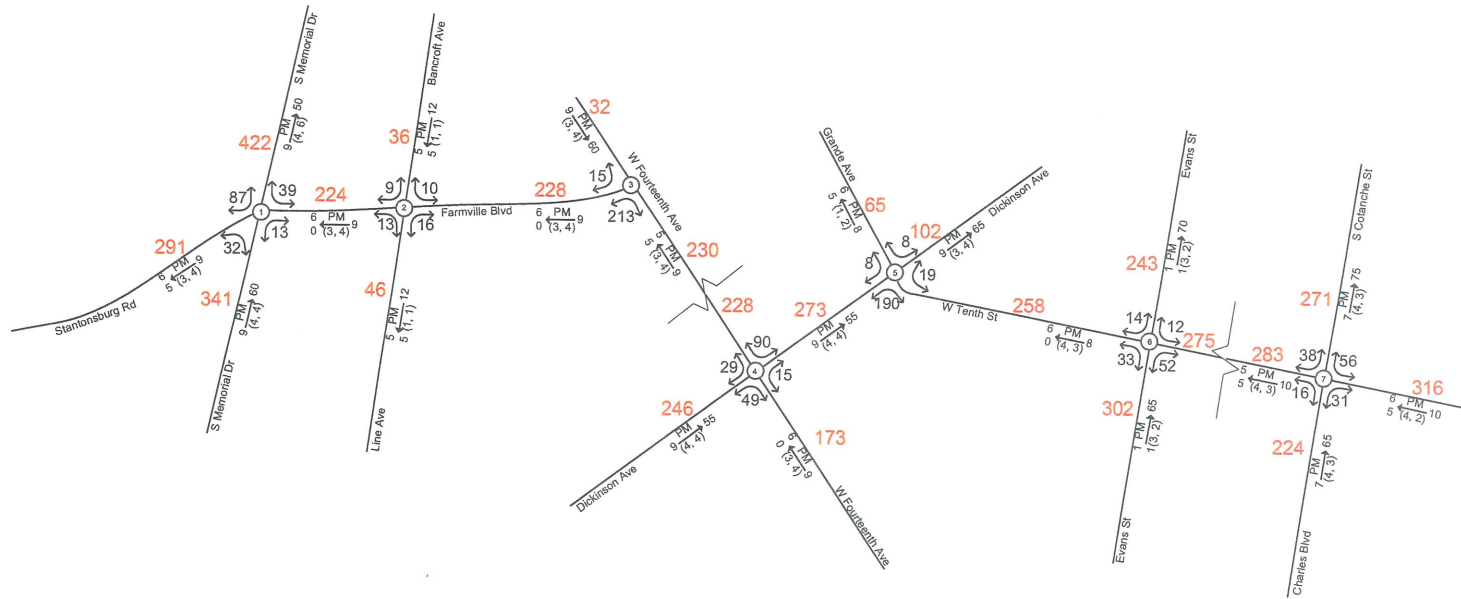 S Memorial Dr
422
9 PM 50
(4, 6)
87
39
1
32
13
291
6 PM 9
5 (3, 4)
Stantonsburg Rd
341
9 PM 60
(4, 4)
S Memorial Dr
224
6 PM 9
0 (3, 4)
Bancroft Ave
36
5 PM 12
5 (1, 1)
9
10
2
13
16
46
5 PM 12
5 (1, 1)
Line Ave
Farmville Blvd
228
6 PM 9
0 (3, 4)
32
9 PM 60
(3, 4)
15
3
213
W Fourteenth Ave
230
5 PM 9
5 (3, 4)
228
90
29
4
15
49
246
9 PM 55
(4, 4)
Dickinson Ave
173
6 PM 9
0 (3, 4)
W Fourteenth Ave
273
9 PM 55
(4, 4)
Grande Ave
65
6 PM 8
5 (1, 2)
8
8
5
19
190
102
9 PM 65
(3, 4)
Dickinson Ave
W Tenth St
258
6 PM 8
0 (4, 3)
Evans St
243
1 PM 70
1 (3, 2)
14
12
6
33
52
302
1 PM 65
1 (3, 2)
Evans St
275
283
5 PM 10
5 (4, 3)
S Cotanche St
271
7 PM 75
(4, 3)
38
56
7
16
31
224
7 PM 65
(4, 3)
Charles Blvd
316
6 PM 10
5 (4, 2)